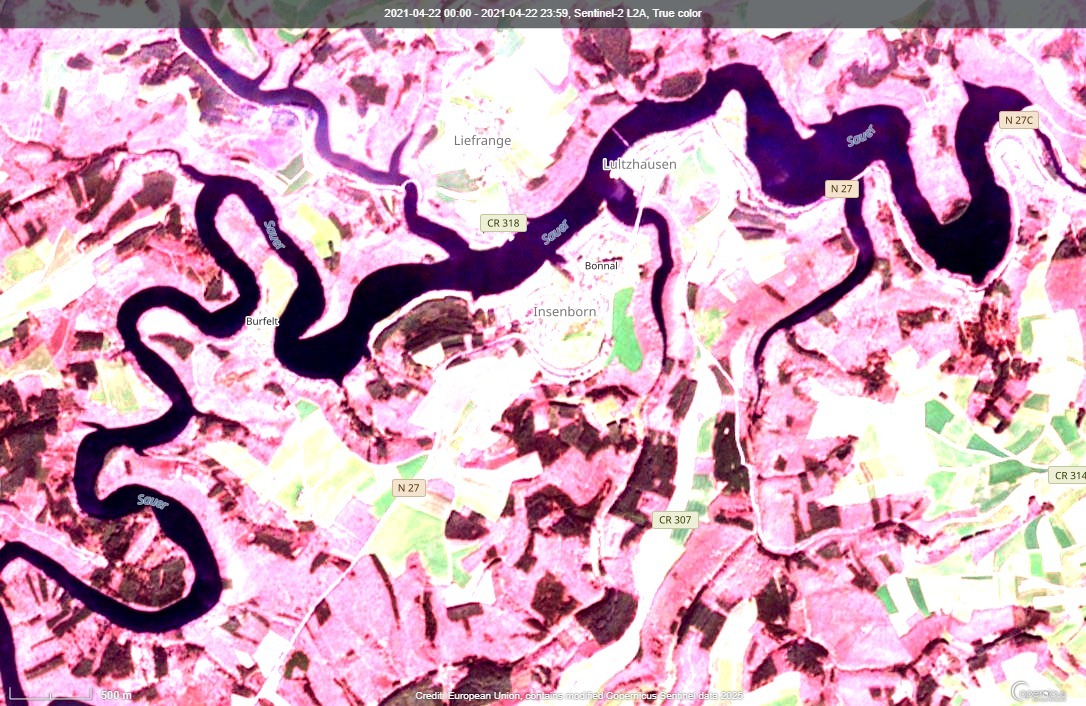 2021-04-22 00:00 - 2021-04-22 23:59, Sentinel-2 L2A, True color
N 27C
Sauer
Liefrange
Lultzhausen
N 27
CR 318
Sauer
Sauer
Bonnal
Insenborn
Burfelt
CR 314
N 27
Sauer
CR 307
500 m
Credit: European Union, contains modified Copernicus Sentinel data 2025